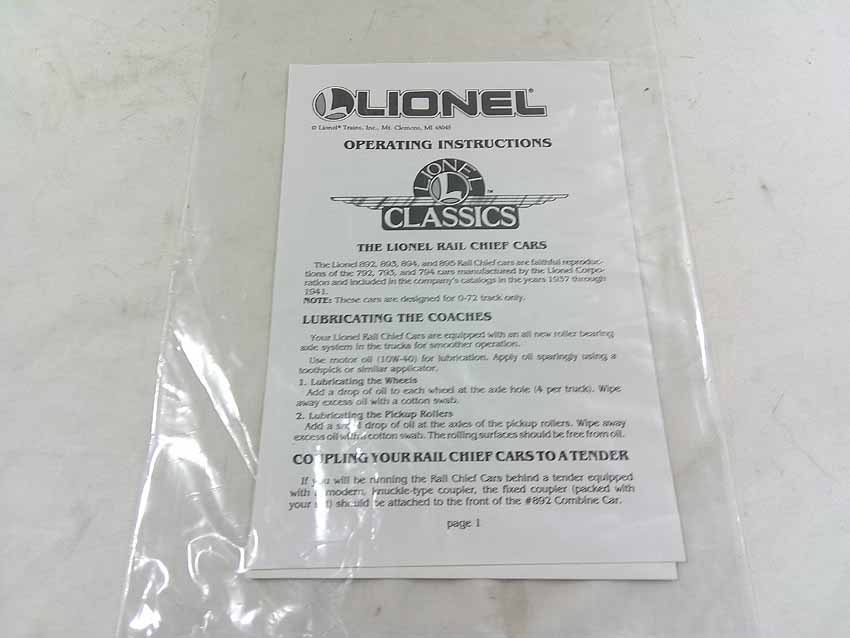 LIONEL®
© Lionel® Trains, Inc., Mt. Clemens, MI 48045
OPERATING INSTRUCTIONS
LIONEL
L
™
CLASSICS
THE LIONEL RAIL CHIEF CARS
The Lionel 892, 893, 894, and 895 Rail Chief cars are faithful reproduc-
tions of the 792, 793, and 794 cars manufactured by the Lionel Corpo-
ration and included in the company's catalogs in the years 1937 through
1941.
NOTE: These cars are designed for 0-72 track only.
LUBRICATING THE COACHES
Your Lionel Rail Chief Cars are equipped with an all new roller bearing
axle system in the trucks for smoother operation.
Use motor oil (10W-40) for lubrication. Apply oil sparingly using a
toothpick or similar applicator.
1. Lubricating the Wheels
Add a drop of oil to each wheel at the axle hole (4 per truck). Wipe
away excess oil with a cotton swab.
2. Lubricating the Pickup Rollers
Add a small drop of oil at the axles of the pickup rollers. Wipe away
excess oil with a cotton swab. The rolling surfaces should be free from oil.
COUPLING YOUR RAIL CHIEF CARS TO A TENDER
If you will be running the Rail Chief Cars behind a tender equipped
with a modern, knuckle-type coupler, the fixed coupler (packed with
your set) should be attached to the front of the #892 Combine Car.
page 1